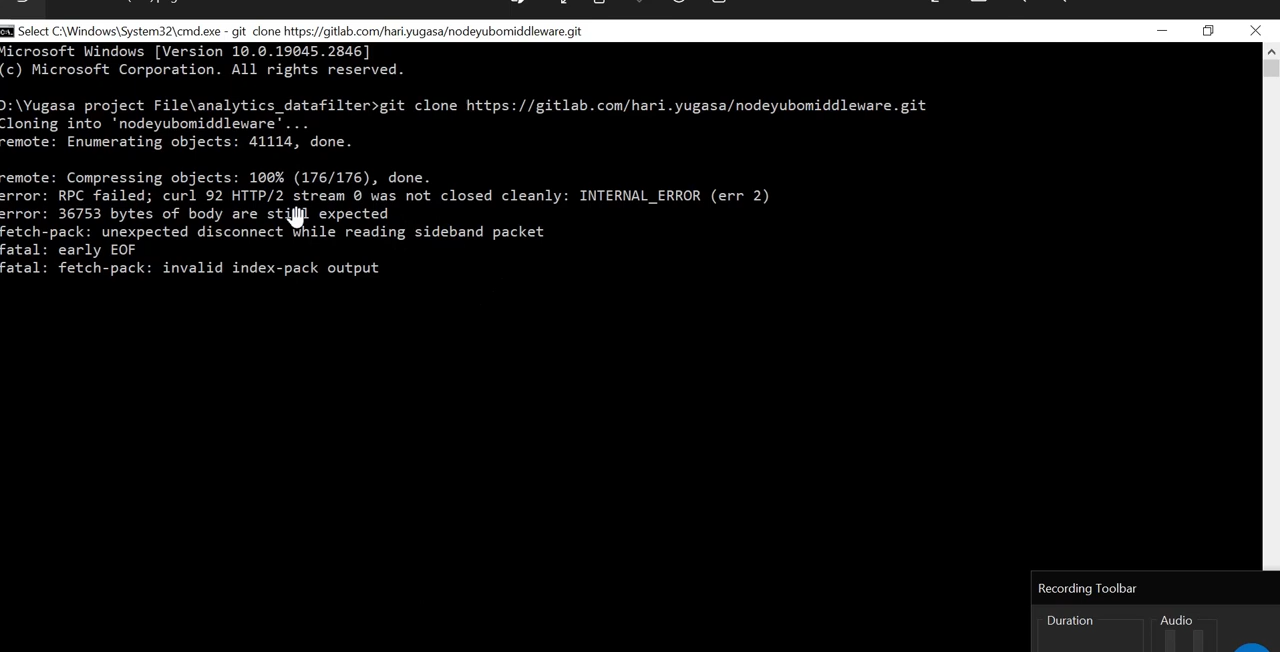 Select C:\Windows\System32\cmd.exe - git  clone https://gitlab.com/hari.yugasa/nodeyubomiddleware.git
Microsoft Windows [Version 10.0.19045.2846]
(c) Microsoft Corporation. All rights reserved.
D:\Yugasa project File\analytics_datafilter>git clone https://gitlab.com/hari.yugasa/nodeyubomiddleware.git
Cloning into 'nodeyubomiddleware'...
remote: Enumerating objects: 41114, done.
remote: Compressing objects: 100% (176/176), done.
error: RPC failed; curl 92 HTTP/2 stream 0 was not closed cleanly: INTERNAL_ERROR (err 2)
error: 36753 bytes of body are still expected
fetch-pack: unexpected disconnect while reading sideband packet
fatal: early EOF
fatal: fetch-pack: invalid index-pack output
Recording Toolbar
Duration
Audio